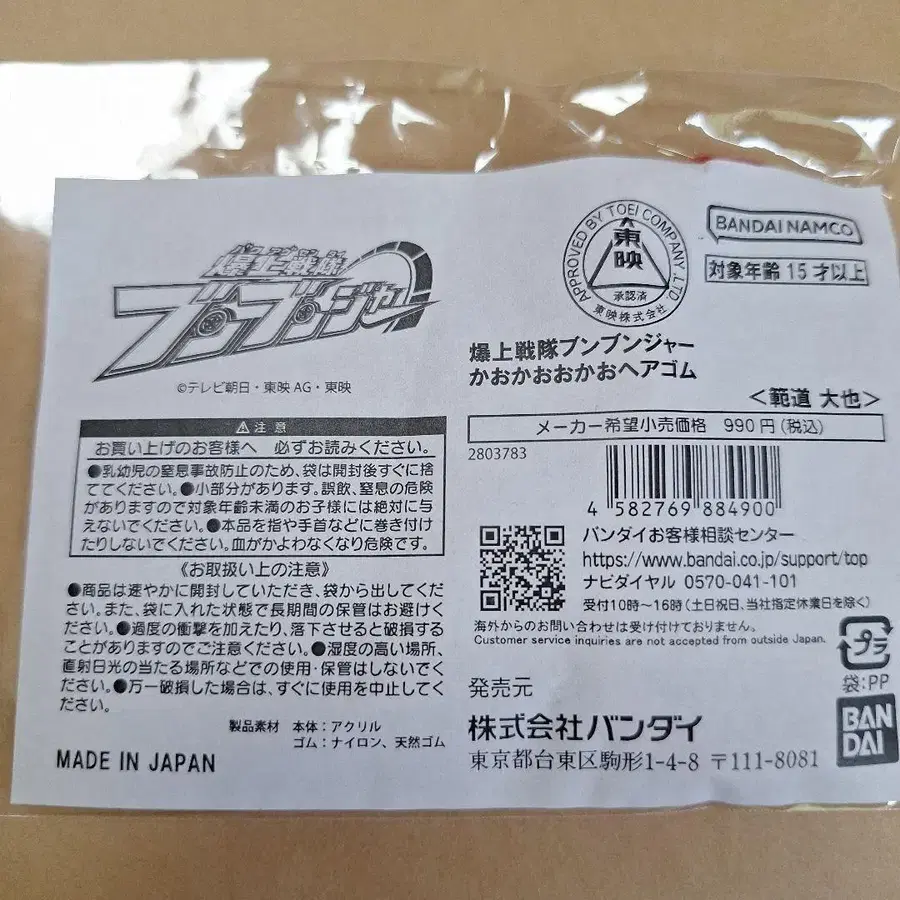 爆上戦隊
ブンブンジャー
©テレビ朝日・東映AG・東映
APPROVED BY TOEI COMPANY,.LTD.
東映
承認済
東映株式会社
BANDAI NAMCO
対象年齢 15才以上
爆上戦隊ブンブンジャー
かおかおおかおヘアゴム
＜範道 大也＞
メーカー希望小売価格 990円(税込)
2803783
4 582769 884900
⚠注意
お買い上げのお客様へ 必ずお読みください。
●乳幼児の窒息事故防止のため、袋は開封後すぐに捨
ててください。●小部分があります。誤飲、窒息の危険
がありますので対象年齢未満のお子様には絶対に与
えないでください。●本品を指や手首などに巻き付け
たりしないでください。血がかよわなくなり危険です。
《お取扱い上の注意》
●商品は速やかに開封していただき、袋から出してくだ
さい。また、袋に入れた状態で長期間の保管はお避けく
ださい。●過度の衝撃を加えたり、落下させると破損する
ことがありますのでご注意ください。●湿度の高い場所、
直射日光の当たる場所などでの使用・保管はしないでく
ださい。●万一破損した場合は、すぐに使用を中止してく
ださい。
製品素材 本体：アクリル
ゴム：ナイロン、天然ゴム
MADE IN JAPAN
バンダイお客様相談センター
https://www.bandai.co.jp/support/top
ナビダイヤル 0570-041-101
受付10時～16時(土日祝日、当社指定休業日を除く)
海外からのお問い合わせは受け付けておりません。
Customer service inquiries are not accepted from outside Japan.
プラ
袋:PP
発売元
株式会社バンダイ
東京都台東区駒形1-4-8 〒111-8081
BAN
DAI